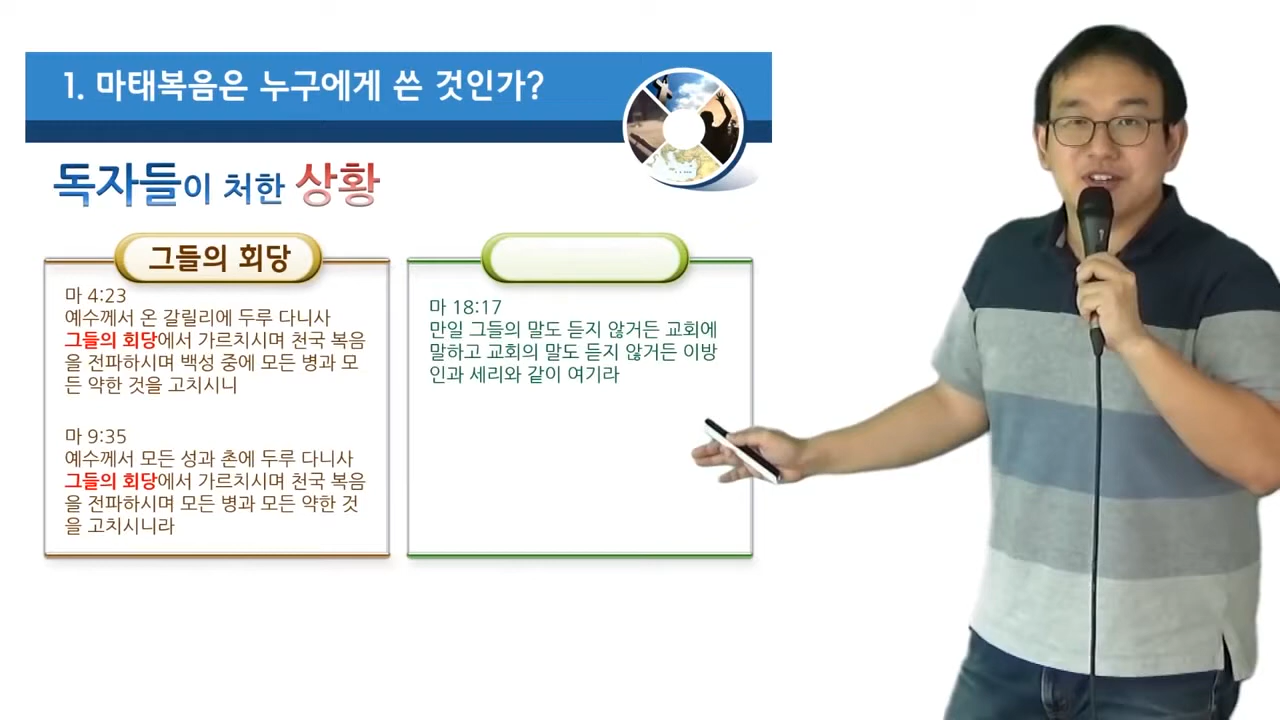 1. 마태복음은 누구에게 쓴 것인가?
독자들이 처한 상황
그들의 회당
마 4:23
예수께서 온 갈릴리에 두루 다니사
그들의 회당에서 가르치시며 천국 복음
을 전파하시며 백성 중에 모든 병과 모
든 약한 것을 고치시니
마 9:35
예수께서 모든 성과 촌에 두루 다니사
그들의 회당에서 가르치시며 천국 복음
을 전파하시며 모든 병과 모든 약한 것
을 고치시니라
마 18:17
만일 그들의 말도 듣지 않거든 교회에
말하고 교회의 말도 듣지 않거든 이방
인과 세리와 같이 여기라